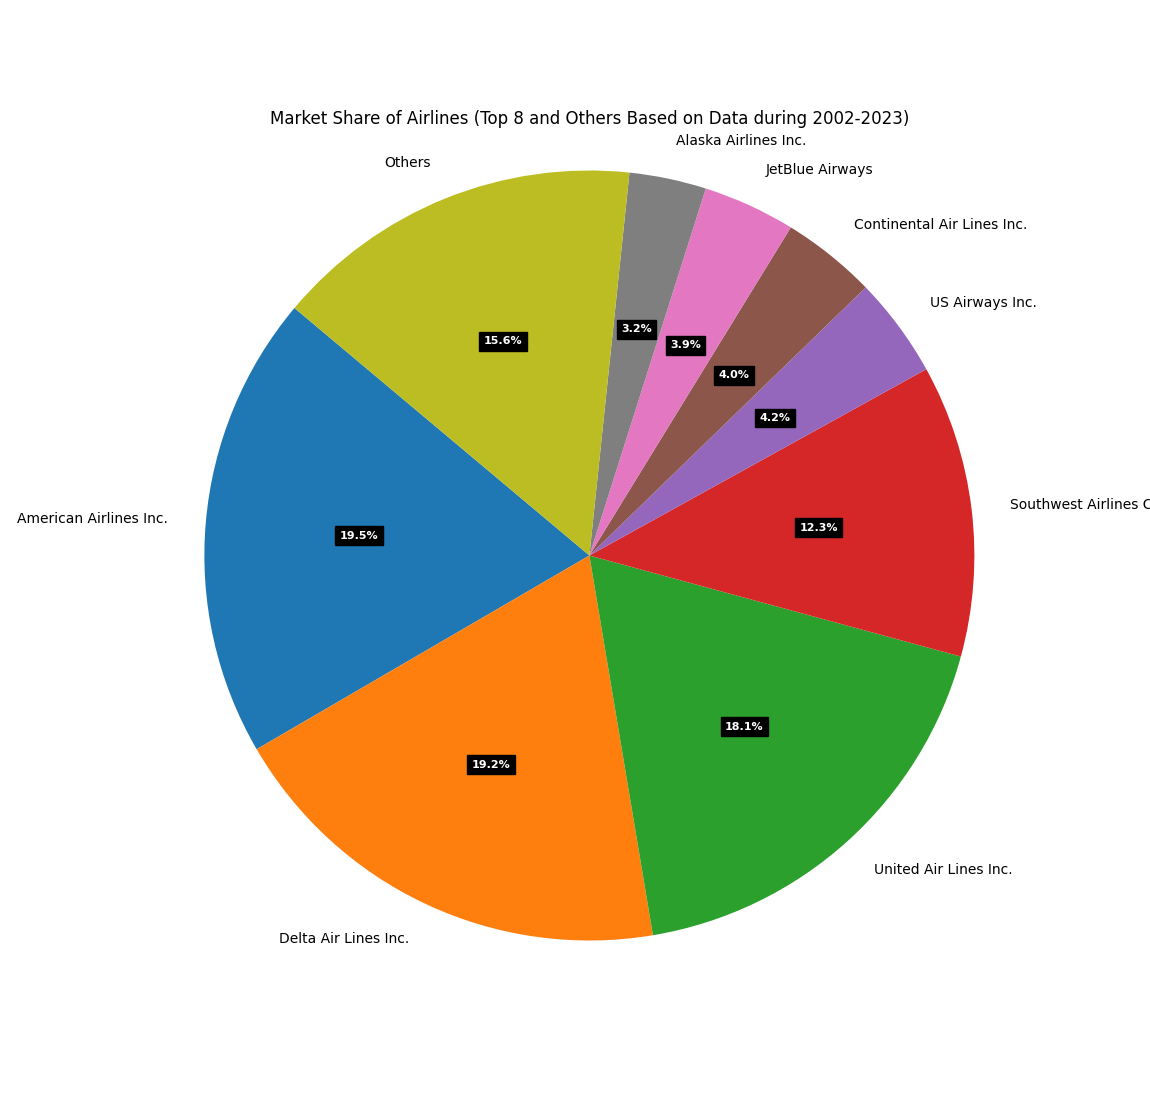 Market Share of Airlines (Top 8 and Others Based on Data during 2002-2023)
Alaska Airlines Inc.
Others
JetBlue Airways
Continental Air Lines Inc.
US Airways Inc.
3.2%
15.6%
3.9%
4.0%
4.2%
Southwest Airlines C
American Airlines Inc.
12.3%
19.5%
18.1%
19.2%
United Air Lines Inc.
Delta Air Lines Inc.